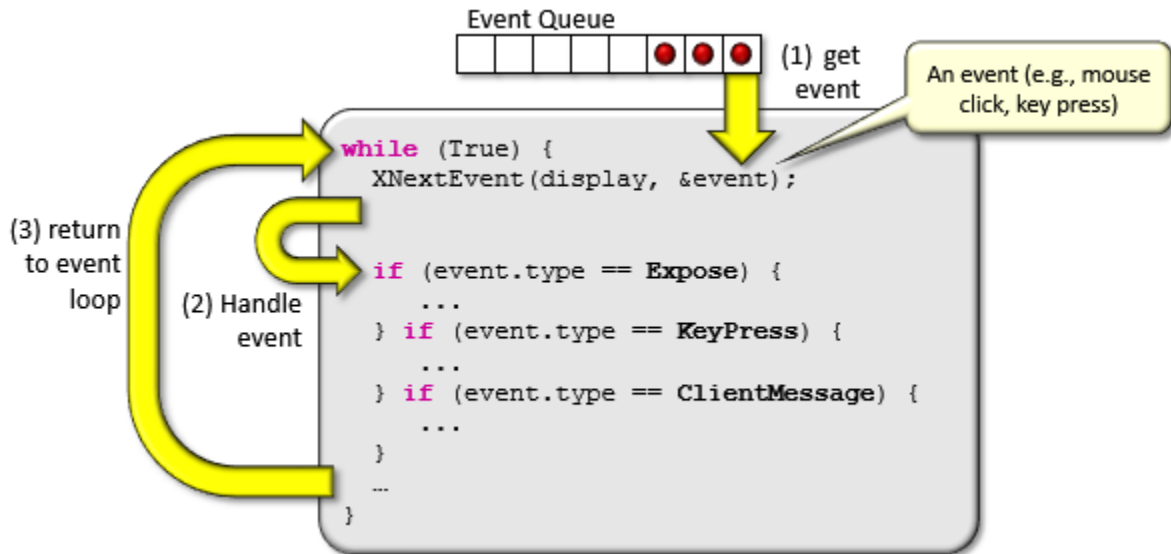 Event Queue
(1) get
event
An event (e.g., mouse
click, key press)
while (True) {
XNextEvent(display, &event);
(3) return
to event
loop
(2) Handle
event
if (event.type == Expose) {
...
} if (event.type == KeyPress) {
...
} if (event.type == ClientMessage) {
...
}
…
}